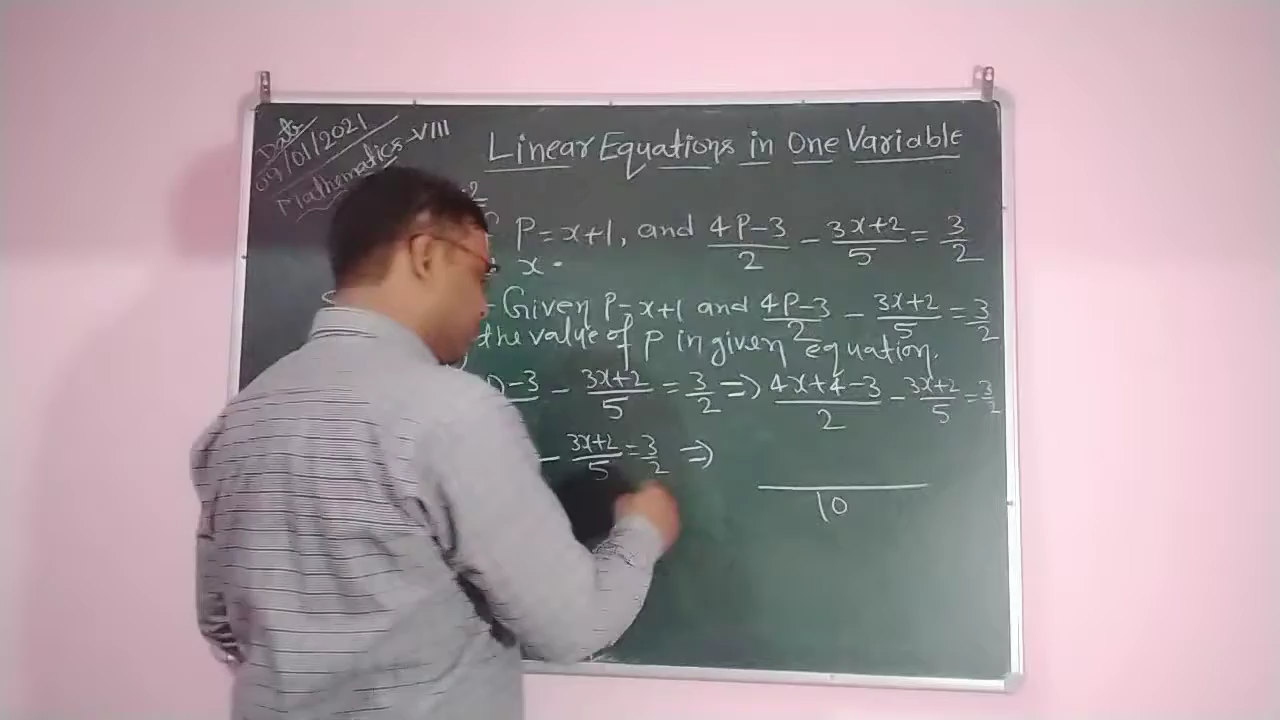 Date
09/01/2021
Mathematics-VIII
Linear Equations in One Variable
P=x+1, and (4P-3)/2 - (3x+2)/5 = 3/2
x.
Given P=x+1 and (4P-3)/2 - (3x+2)/5 = 3/2
the value of P in given equation.
)-3 - (3x+2)/5 = 3/2 => (4x+4-3)/2 - (3x+2)/5 = 3/2
- (3x+2)/5 = 3/2 =>
10